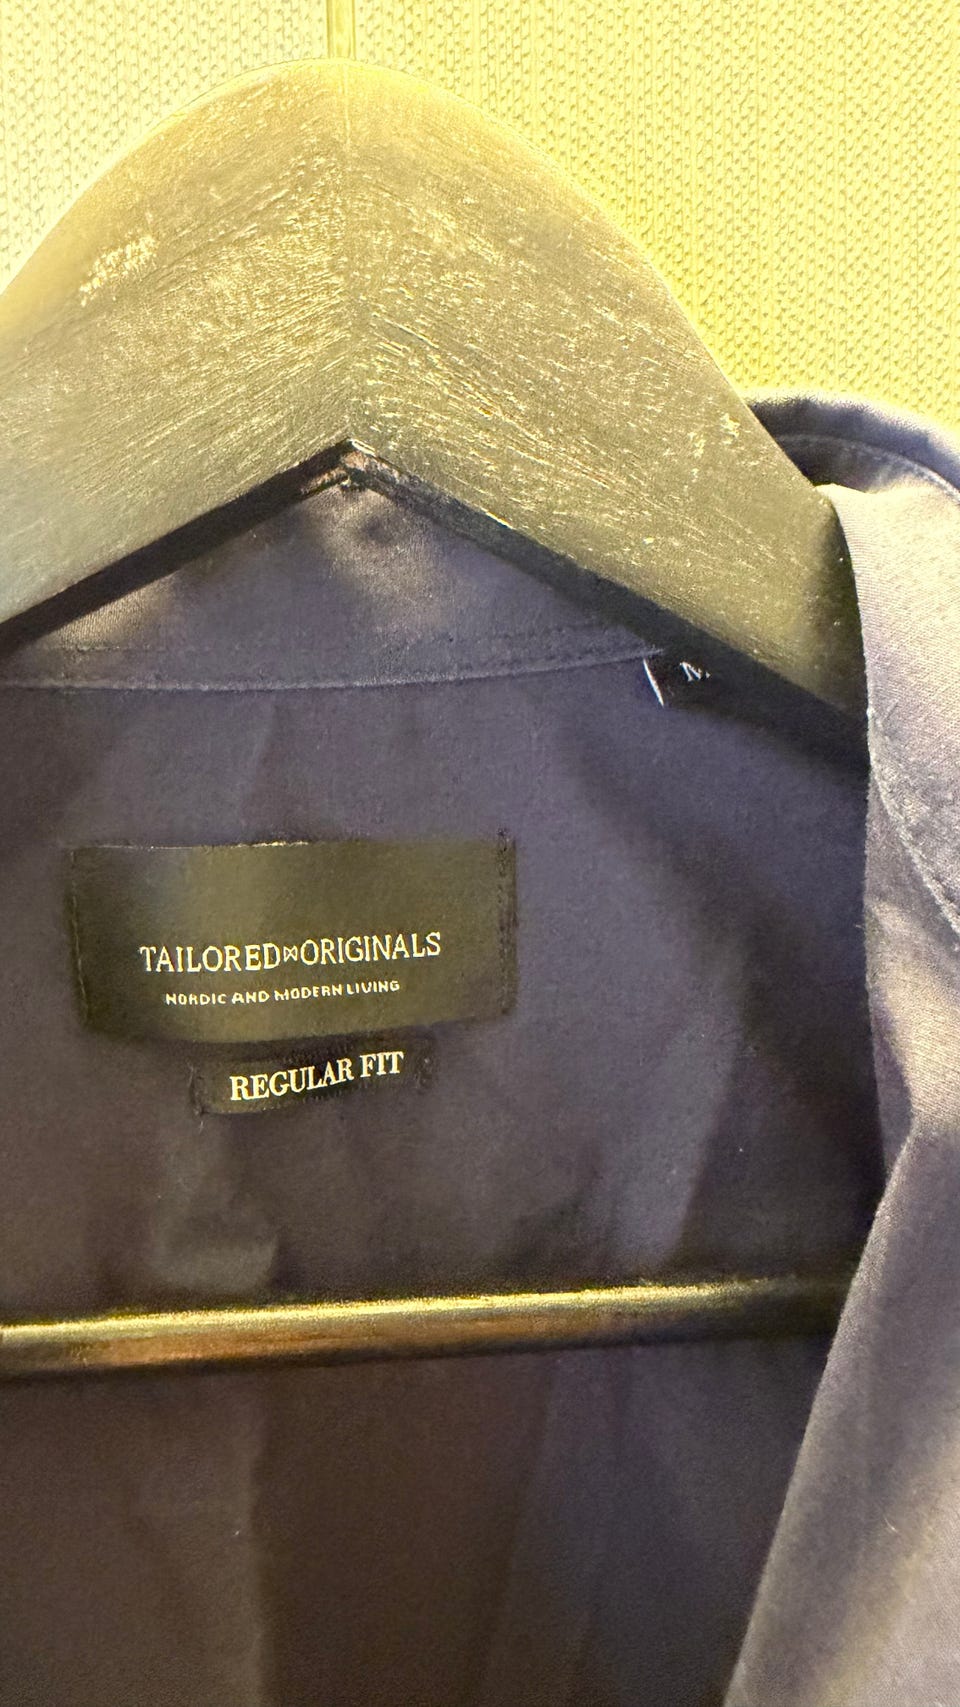 M
TAILORED⋈ORIGINALS
NORDIC AND MODERN LIVING
REGULAR FIT